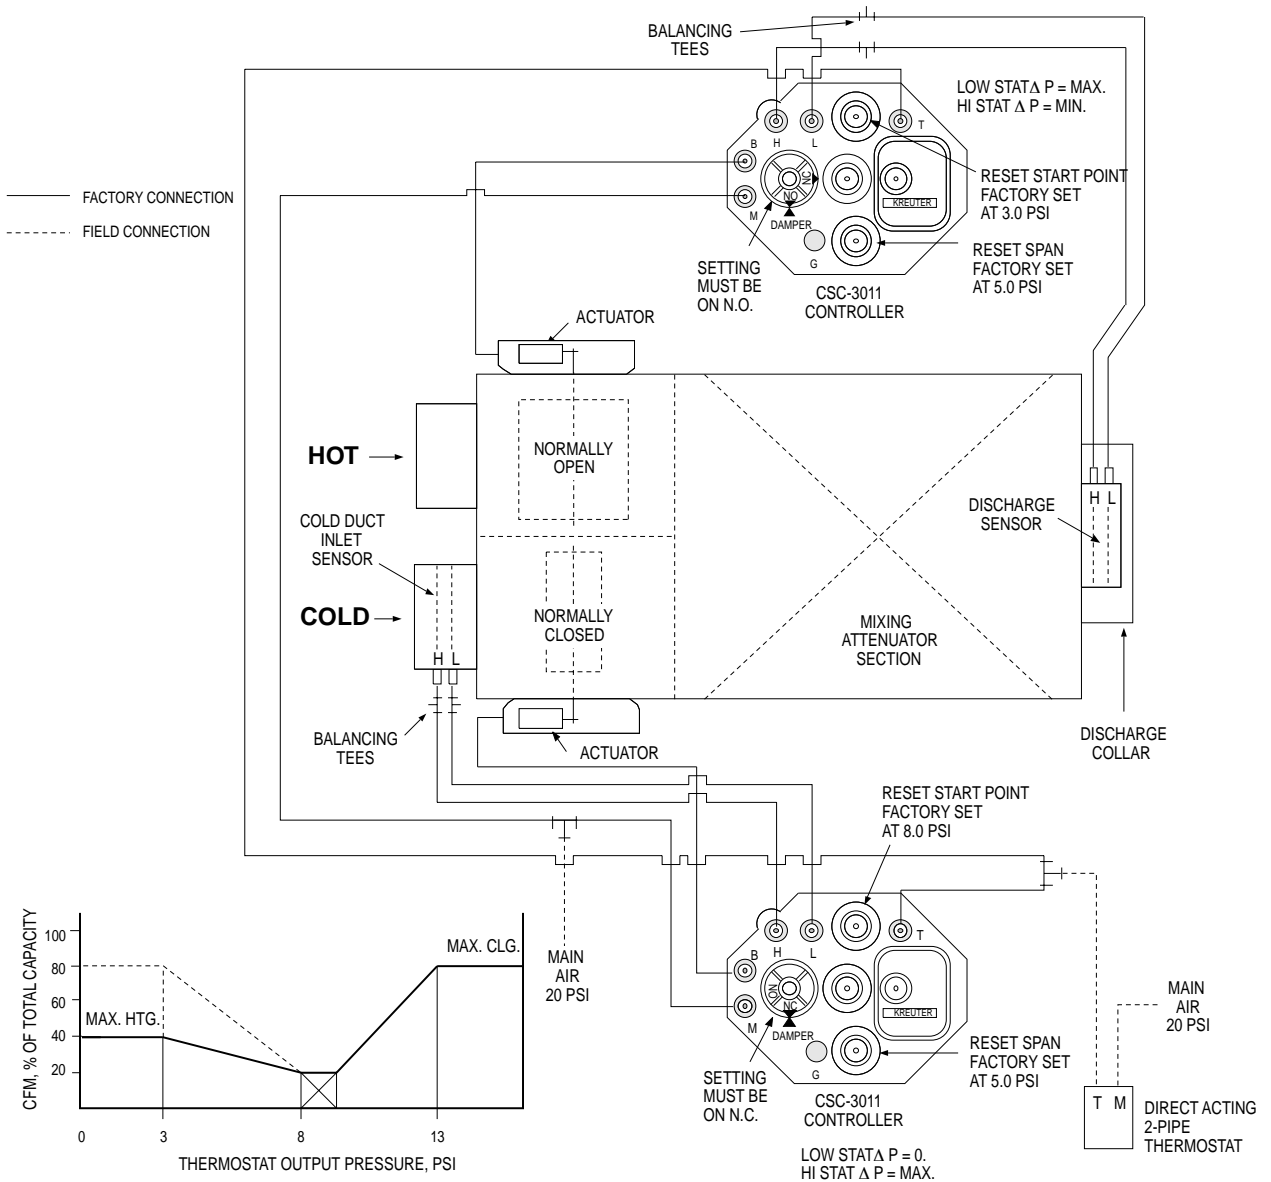 BALANCING
TEES
LOW STAT∆ P = MAX.
HI STAT ∆ P = MIN.
T
B
H
L
RESET START POINT
FACTORY SET
AT 3.0 PSI
FACTORY CONNECTION
NC
NO
KREUTER
M
DAMPER
FIELD CONNECTION
G
RESET SPAN
FACTORY SET
AT 5.0 PSI
SETTING
MUST BE
ON N.O.
CSC-3011
CONTROLLER
ACTUATOR
HOT
NORMALLY
OPEN
H L
DISCHARGE
SENSOR
COLD DUCT
INLET
SENSOR
COLD
NORMALLY
CLOSED
MIXING
ATTENUATOR
SECTION
H L
BALANCING
TEES
ACTUATOR
DISCHARGE
COLLAR
RESET START POINT
FACTORY SET
AT 8.0 PSI
CFM, % OF TOTAL CAPACITY
100
80
60
40
20
MAX. HTG.
MAX. CLG.
0
3
8
13
THERMOSTAT OUTPUT PRESSURE, PSI
MAIN
AIR
20 PSI
B
H
L
T
NO
NC
KREUTER
M
DAMPER
G
MAIN
AIR
20 PSI
RESET SPAN
FACTORY SET
AT 5.0 PSI
SETTING
MUST BE
ON N.C.
CSC-3011
CONTROLLER
T M
DIRECT ACTING
2-PIPE
THERMOSTAT
LOW STAT∆ P = 0.
HI STAT ∆ P = MAX.